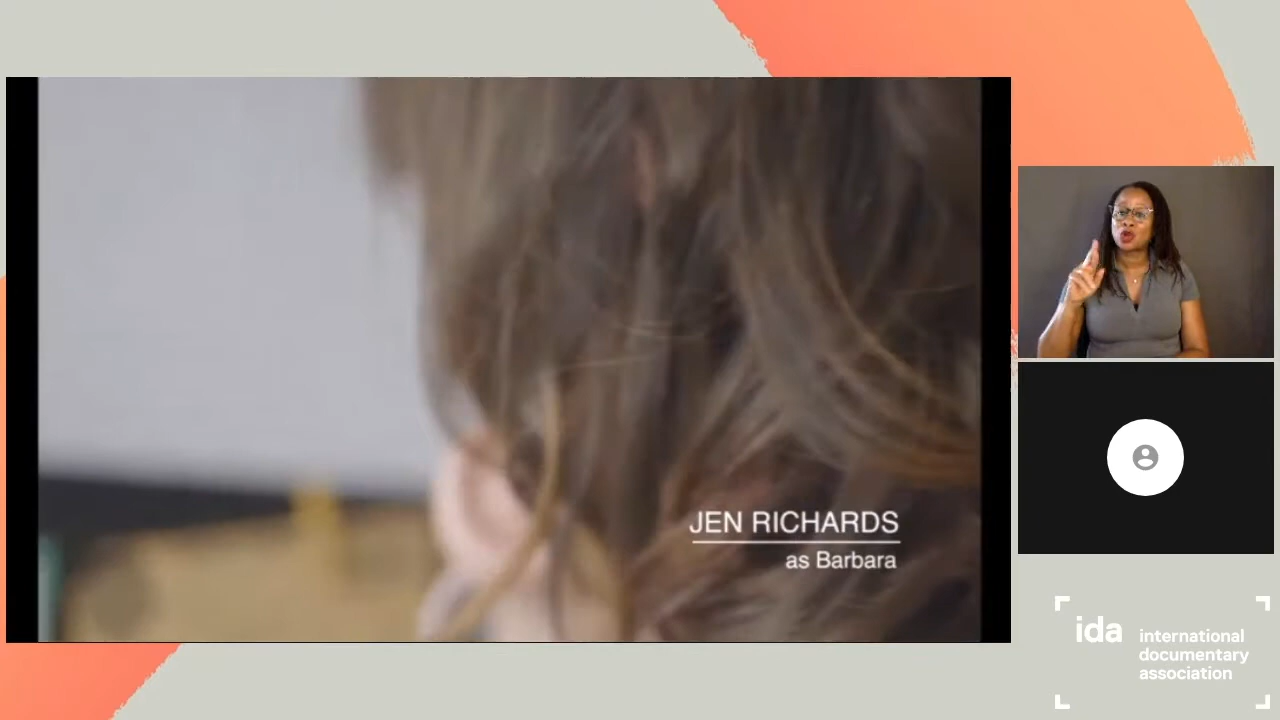 JEN RICHARDS
as Barbara
ida
international
documentary
association